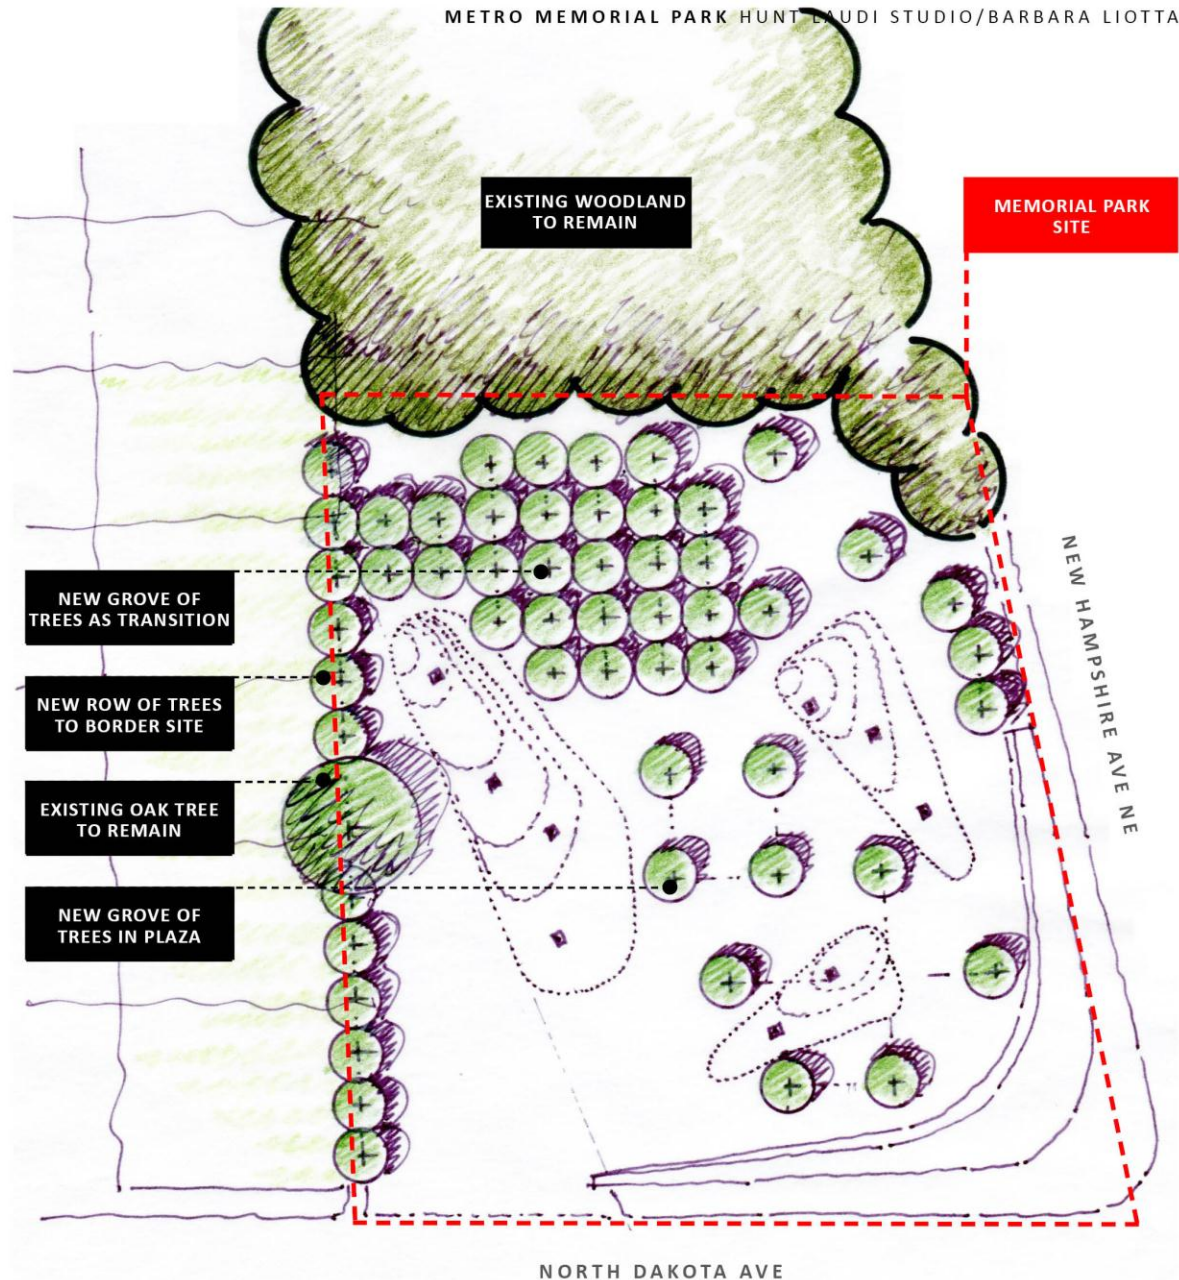 METRO MEMORIAL PARK HUNT LAUDI STUDIO/BARBARA LIOTTA
EXISTING WOODLAND
TO REMAIN
MEMORIAL PARK
SITE
NEW HAMPSHIRE AVE NE
NEW GROVE OF
TREES AS TRANSITION
NEW ROW OF TREES
TO BORDER SITE
EXISTING OAK TREE
TO REMAIN
NEW GROVE OF
TREES IN PLAZA
NORTH DAKOTA AVE